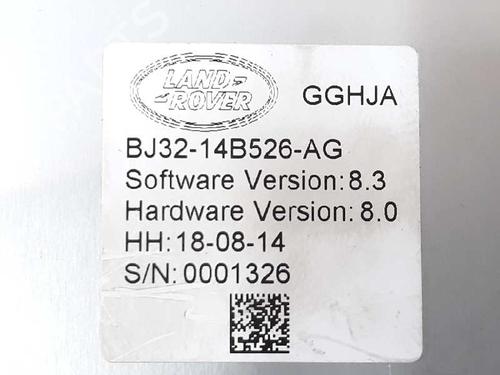 LAND-
-ROVER
GGHJA
BJ32-14B526-AG
Software Version: 8.3
Hardware Version: 8.0
HH: 18-08-14
S/N: 0001326